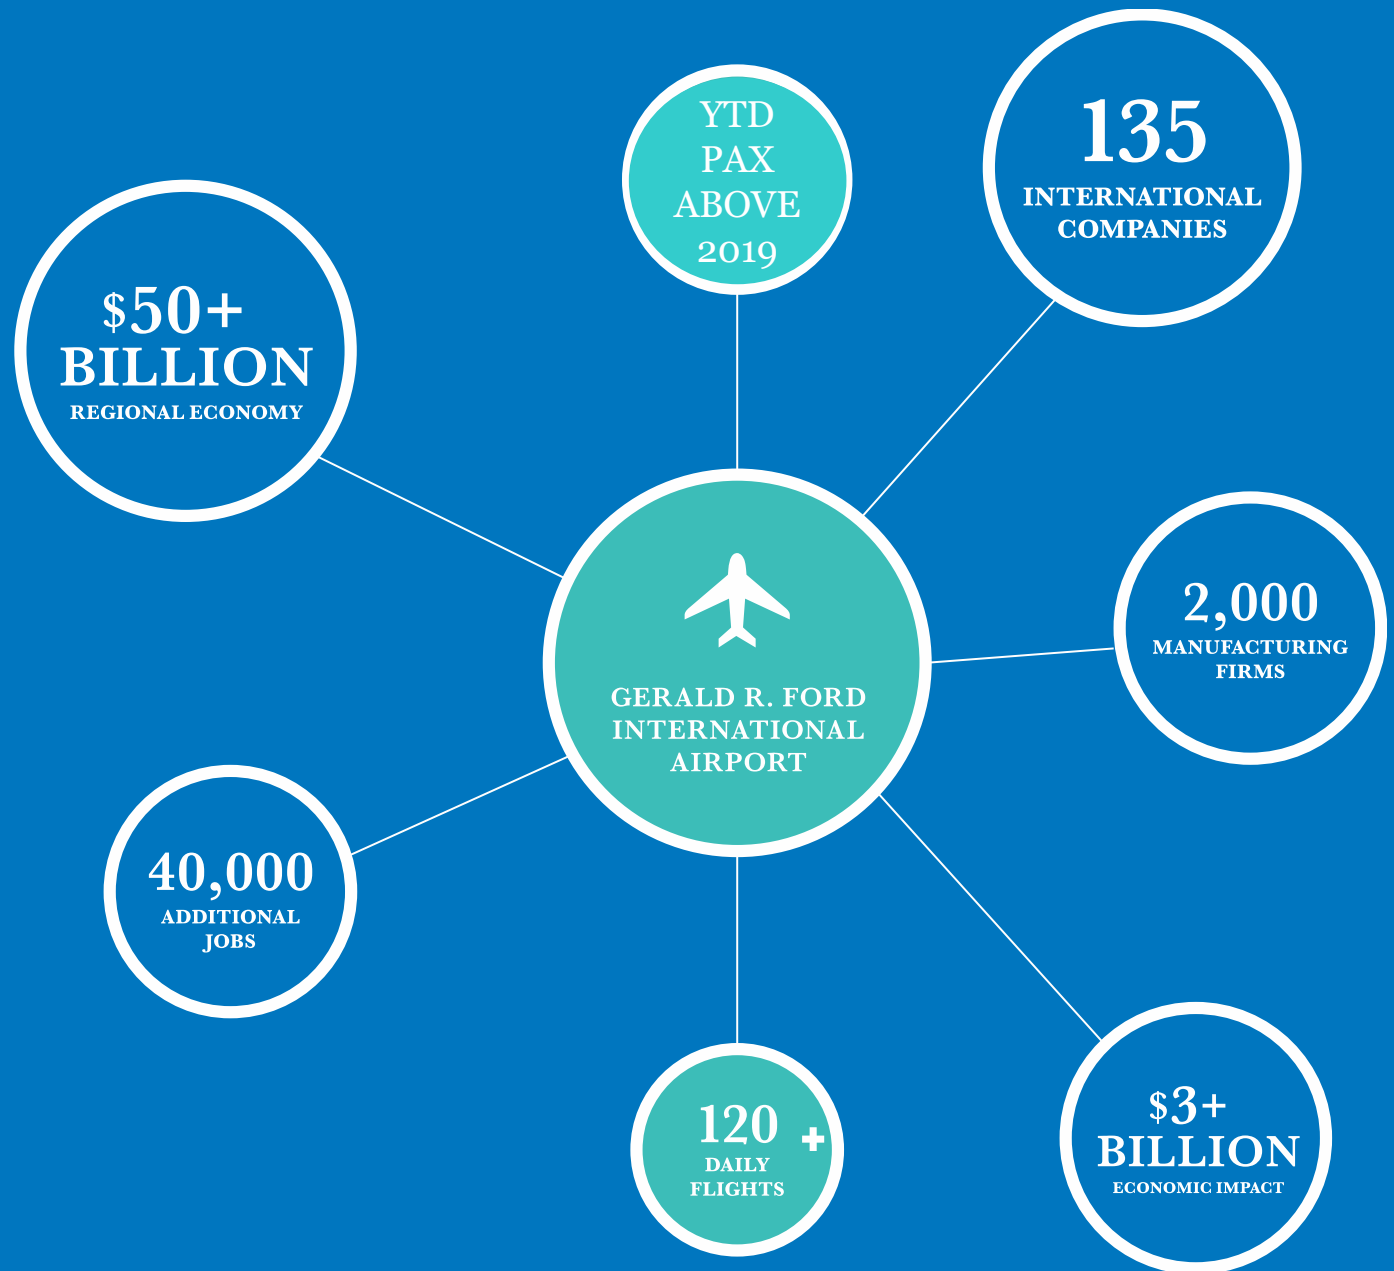 YTD
PAX
ABOVE
2019
135
INTERNATIONAL
COMPANIES
$50+
BILLION
REGIONAL ECONOMY
2,000
MANUFACTURING
FIRMS
GERALD R. FORD
INTERNATIONAL
AIRPORT
40,000
ADDITIONAL
JOBS
120 +
DAILY
FLIGHTS
$3+
BILLION
ECONOMIC IMPACT